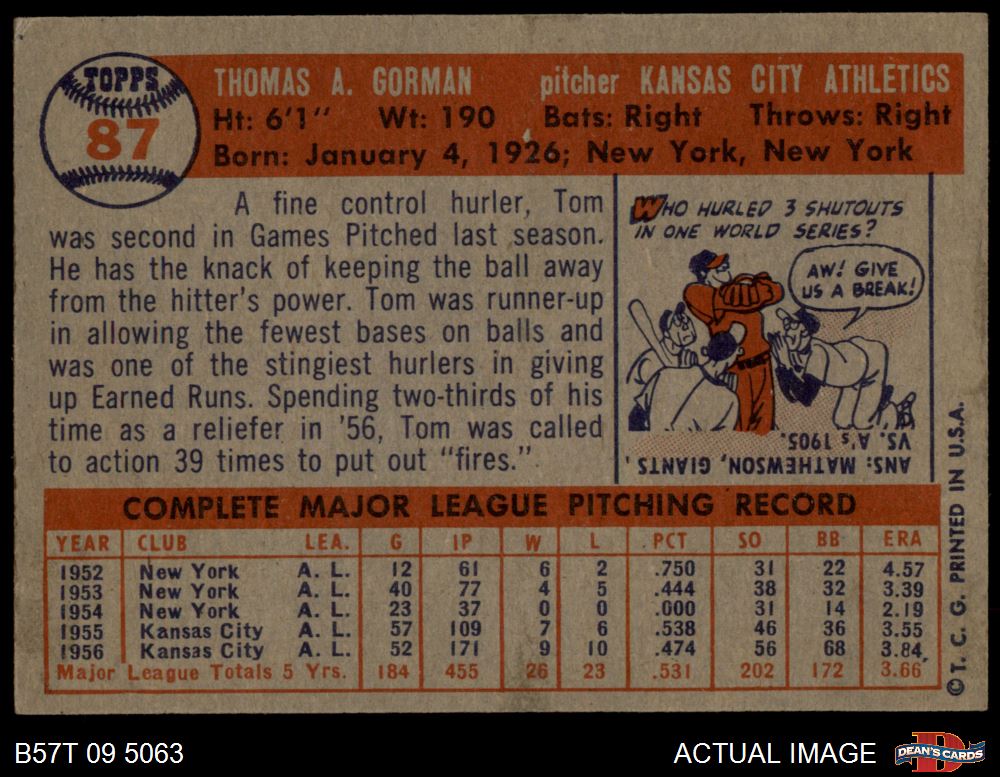 TOPPS
87
THOMAS A. GORMAN pitcher KANSAS CITY ATHLETICS
Ht: 6'1" Wt: 190 Bats: Right Throws: Right
Born: January 4, 1926; New York, New York
A fine control hurler, Tom
was second in Games Pitched last season.
He has the knack of keeping the ball away
from the hitter's power. Tom was runner-up
in allowing the fewest bases on balls and
was one of the stingiest hurlers in giving
up Earned Runs. Spending two-thirds of his
time as a reliefer in '56, Tom was called
to action 39 times to put out "fires."
WHO HURLED 3 SHUTOUTS
IN ONE WORLD SERIES?
AW! GIVE
US A BREAK!
ANS: MATHEWSON, GIANTS,
VS. A's 1905.
COMPLETE MAJOR LEAGUE PITCHING RECORD
YEAR CLUB LEA. G IP W L PCT SO BB ERA
1952 New York A. L. 12 61 6 2 .750 31 22 4.57
1953 New York A. L. 40 77 4 5 .444 38 32 3.39
1954 New York A. L. 23 37 0 0 .000 31 14 2.19
1955 Kansas City A. L. 57 109 7 6 .538 46 36 3.55
1956 Kansas City A. L. 52 171 9 10 .474 56 68 3.84
Major League Totals 5 Yrs. 184 455 26 23 .531 202 172 3.66
© T. C. G. PRINTED IN U.S.A.
B57T 09 5063
ACTUAL IMAGE
DEAN'S CARDS